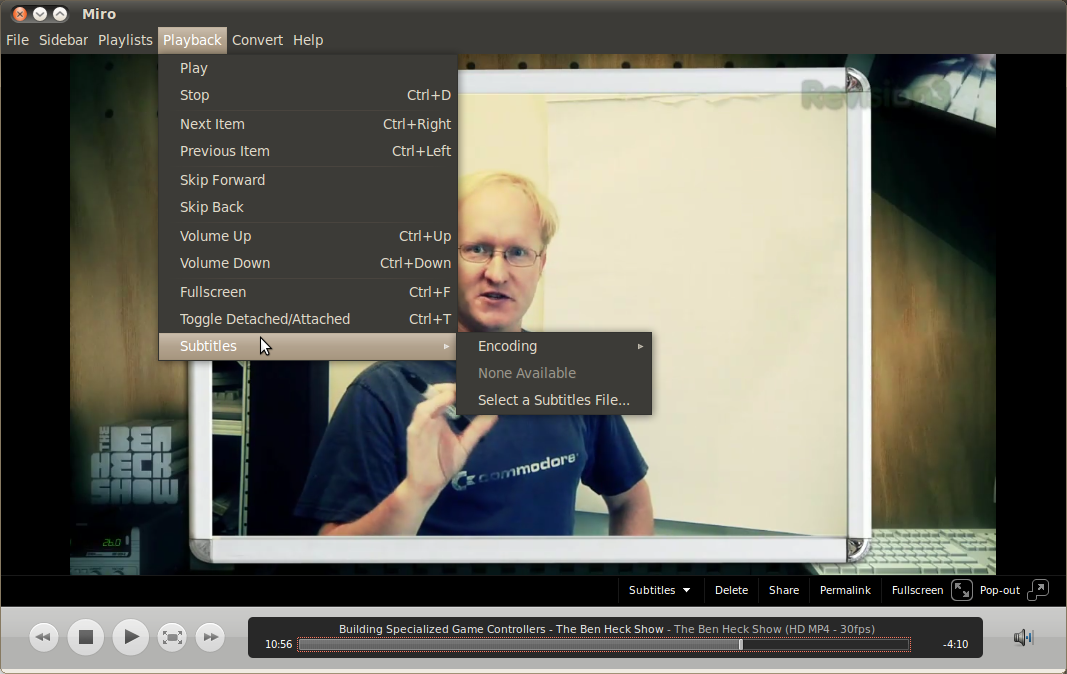 Miro
File Sidebar Playlists Playback Convert Help
Play
Stop Ctrl+D
Next Item Ctrl+Right
Previous Item Ctrl+Left
Skip Forward
Skip Back
Volume Up Ctrl+Up
Volume Down Ctrl+Down
Fullscreen Ctrl+F
Toggle Detached/Attached Ctrl+T
Subtitles
Encoding
None Available
Select a Subtitles File...
Revision3
commodore
THE
BEN
HECK
SHOW
26.0
Subtitles Delete Share Permalink Fullscreen Pop-out
Building Specialized Game Controllers - The Ben Heck Show - The Ben Heck Show (HD MP4 - 30fps)
10:56 -4:10